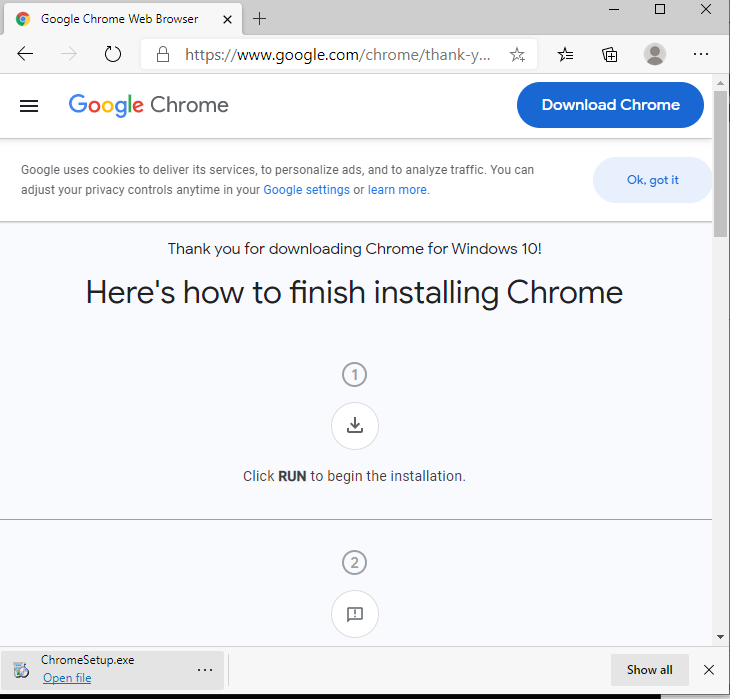 Google Chrome Web Browser
https://www.google.com/chrome/thank-y...
Google Chrome
Download Chrome
Google uses cookies to deliver its services, to personalize ads, and to analyze traffic. You can
adjust your privacy controls anytime in your Google settings or learn more.
Ok, got it
Thank you for downloading Chrome for Windows 10!
Here's how to finish installing Chrome
1
Click RUN to begin the installation.
2
ChromeSetup.exe
Open file
Show all